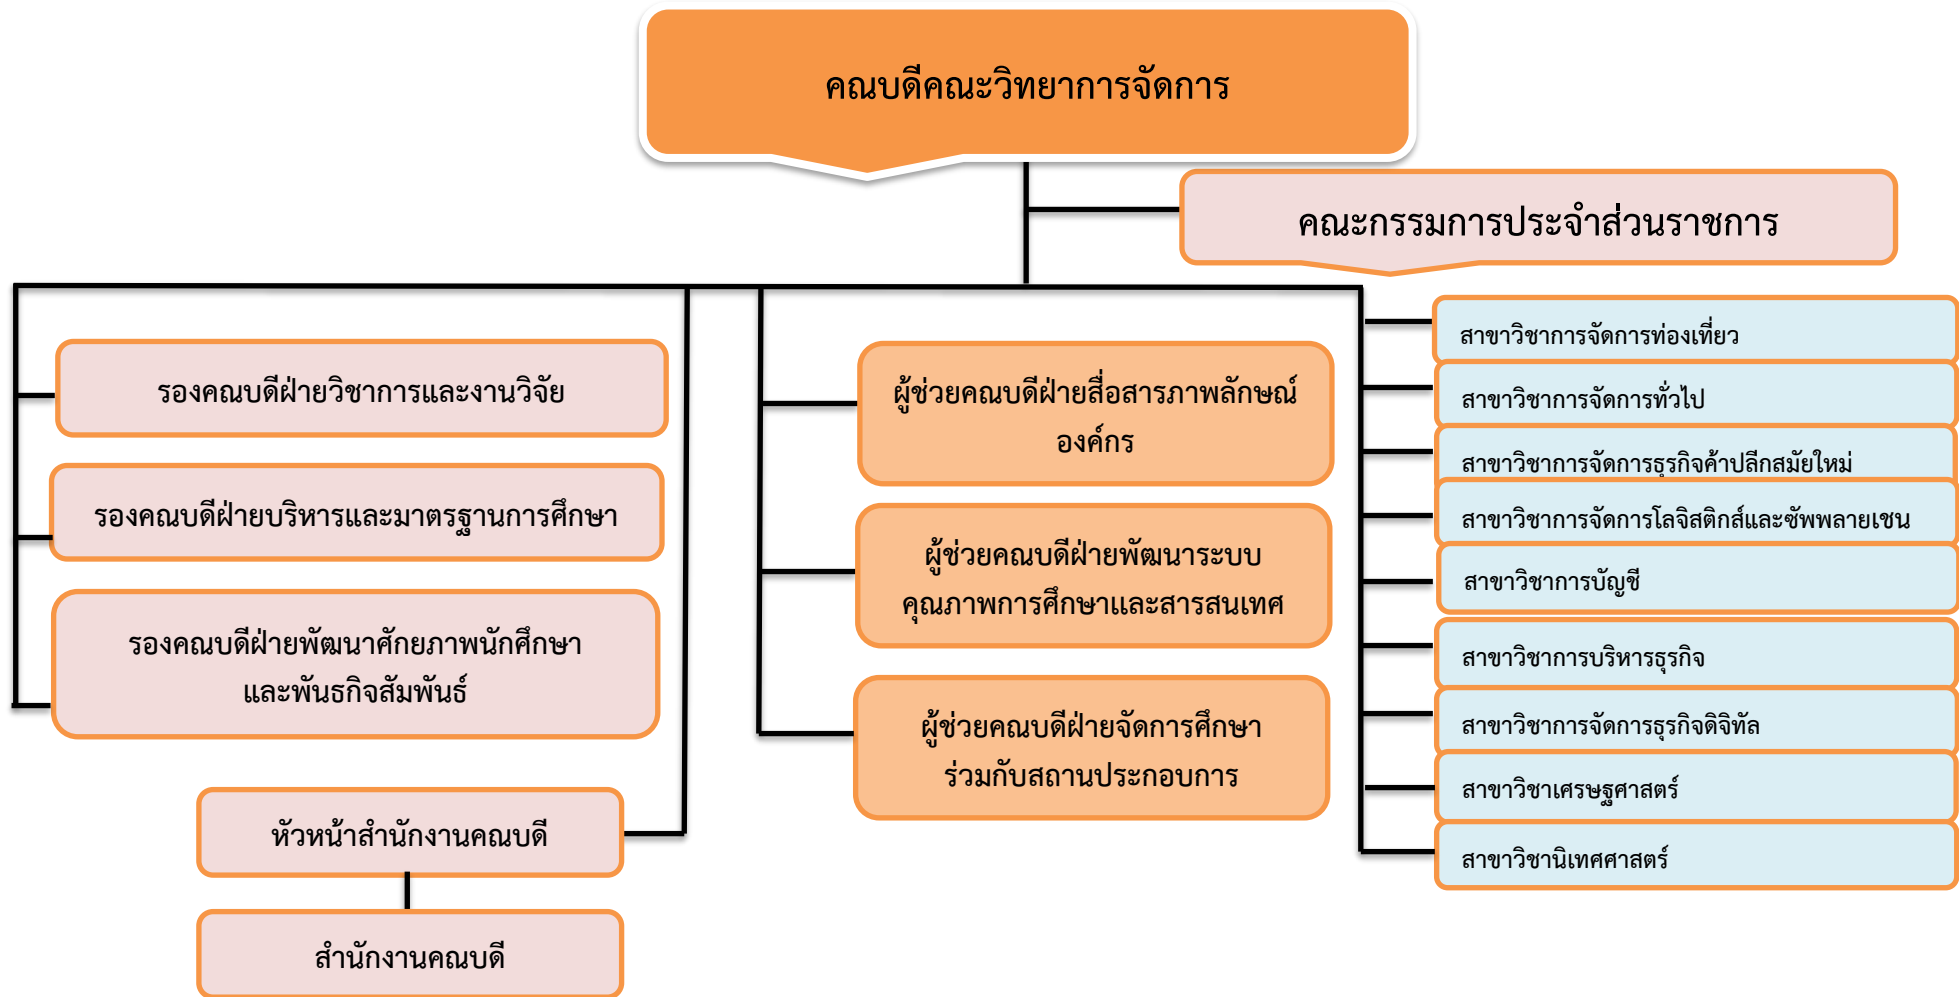 คณบดีคณะวิทยาการจัดการ
คณะกรรมการประจำส่วนราชการ
รองคณบดีฝ่ายวิชาการและงานวิจัย
รองคณบดีฝ่ายบริหารและมาตรฐานการศึกษา
รองคณบดีฝ่ายพัฒนาศักยภาพนักศึกษา
และพันธกิจสัมพันธ์
หัวหน้าสำนักงานคณบดี
สำนักงานคณบดี
ผู้ช่วยคณบดีฝ่ายสื่อสารภาพลักษณ์
องค์กร
ผู้ช่วยคณบดีฝ่ายพัฒนาระบบ
คุณภาพการศึกษาและสารสนเทศ
ผู้ช่วยคณบดีฝ่ายจัดการศึกษา
ร่วมกับสถานประกอบการ
สาขาวิชาการจัดการท่องเที่ยว
สาขาวิชาการจัดการทั่วไป
สาขาวิชาการจัดการธุรกิจค้าปลีกสมัยใหม่
สาขาวิชาการจัดการโลจิสติกส์และซัพพลายเชน
สาขาวิชาการบัญชี
สาขาวิชาการบริหารธุรกิจ
สาขาวิชาการจัดการธุรกิจดิจิทัล
สาขาวิชาเศรษฐศาสตร์
สาขาวิชานิเทศศาสตร์